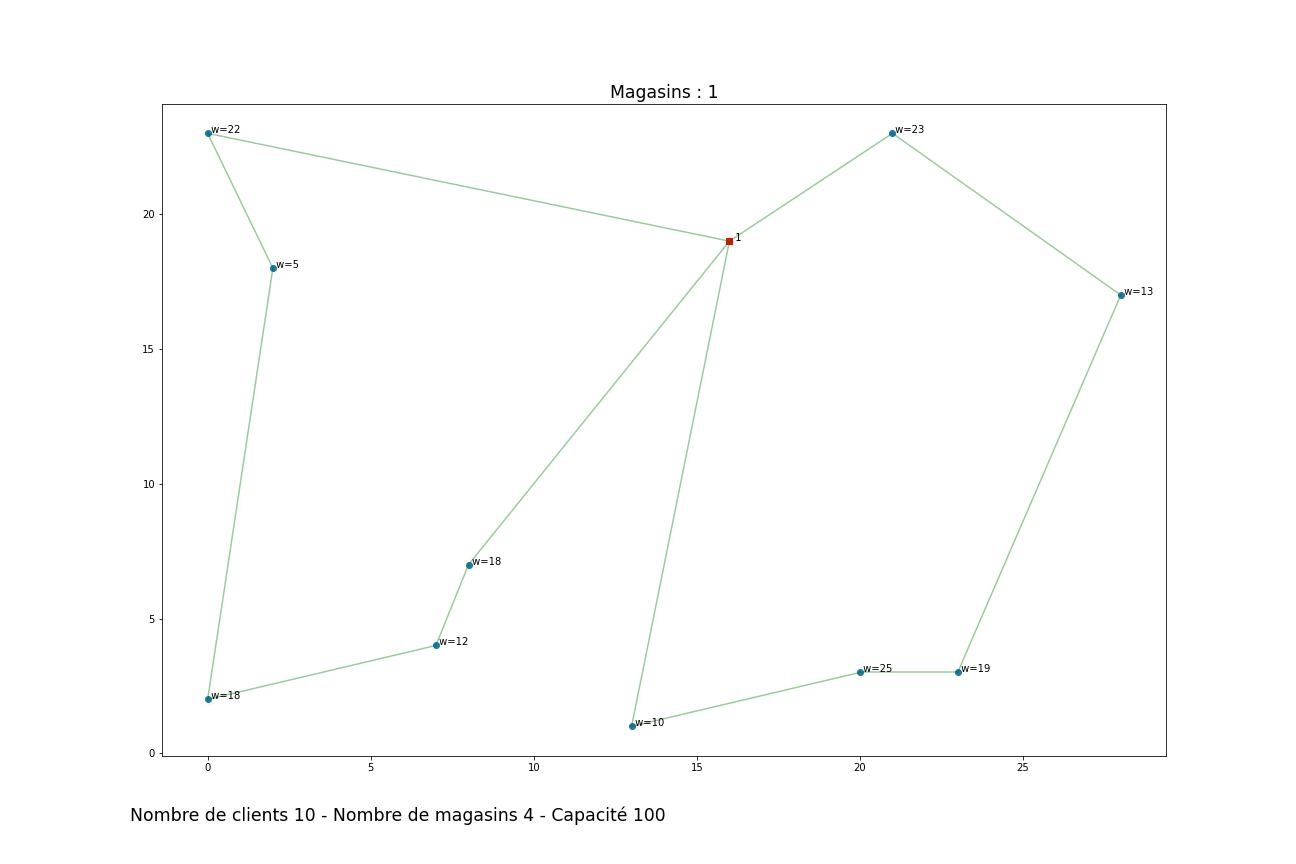 Magasins : 1
w=22
w=23
1
w=5
w=13
w=18
w=12
w=25
w=19
w=18
w=10
20
15
10
5
0
0
5
10
15
20
25
Nombre de clients 10 - Nombre de magasins 4 - Capacité 100